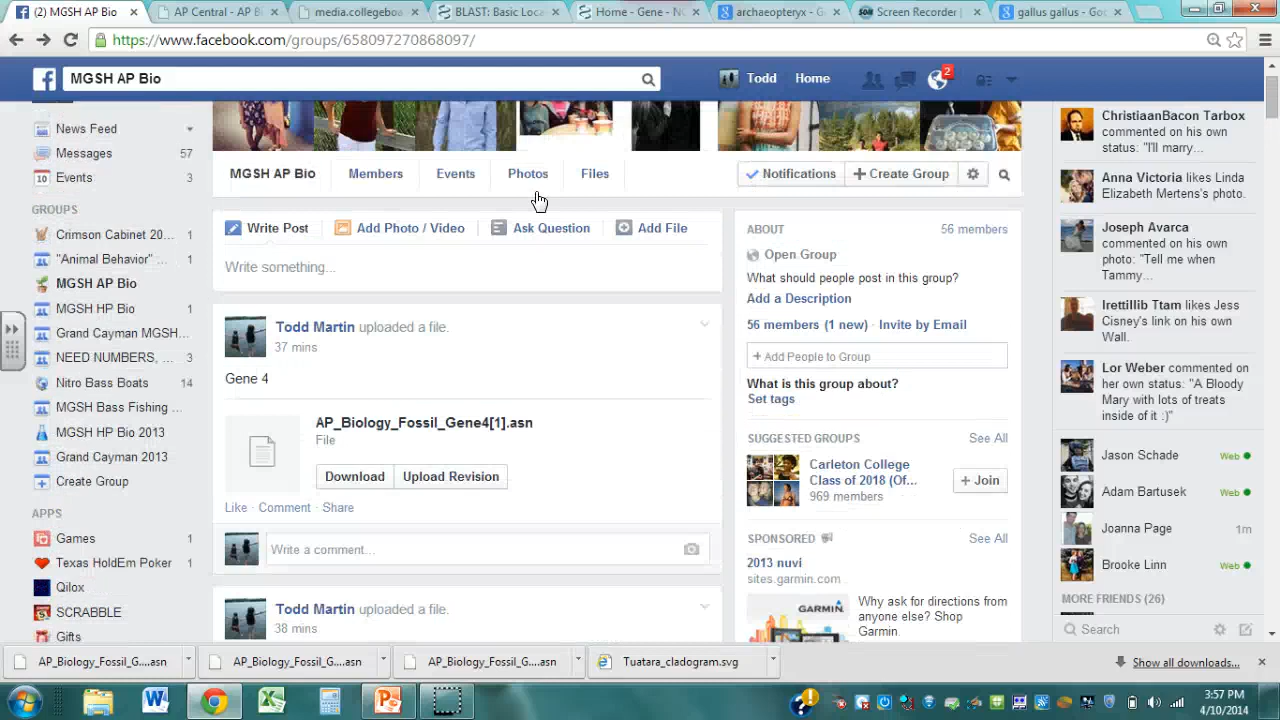 (2) MGSH AP Bio
AP Central - AP B
media.collegeboa
BLAST: Basic Loca
Home - Gene - NC
archaeopteryx - G
Screen Recorder |
gallus gallus - Goo
https://www.facebook.com/groups/658097270868097/
MGSH AP Bio
Todd
Home
2
News Feed
Messages 57
Events 3
GROUPS
Crimson Cabinet 20... 1
"Animal Behavior" ... 1
MGSH AP Bio
MGSH HP Bio 1
Grand Cayman MGSH...
NEED NUMBERS, ... 3
Nitro Bass Boats 14
MGSH Bass Fishing ...
MGSH HP Bio 2013
Grand Cayman 2013
Create Group
APPS
Games 1
Texas HoldEm Poker 1
Qilox
SCRABBLE
Gifts
MGSH AP Bio
Members
Events
Photos
Files
Notifications
+ Create Group
Write Post
Add Photo / Video
Ask Question
Add File
Write something...
Todd Martin uploaded a file.
37 mins
Gene 4
AP_Biology_Fossil_Gene4[1].asn
File
Download
Upload Revision
Like · Comment · Share
Write a comment...
Todd Martin uploaded a file.
38 mins
ABOUT 56 members
Open Group
What should people post in this group?
Add a Description
56 members (1 new) · Invite by Email
+ Add People to Group
What is this group about?
Set tags
SUGGESTED GROUPS See All
Carleton College
Class of 2018 (Of...
969 members
+ Join
SPONSORED See All
2013 nuvi
sites.garmin.com
GARMIN
Why ask for directions from
anyone else? Shop
Garmin.
ChristiaanBacon Tarbox
commented on his own
status: "I'll marry...
Anna Victoria likes Linda
Elizabeth Mertens's photo.
Joseph Avarca
commented on his own
photo: "Tell me when
Tammy...
Irettillib Ttam likes Jess
Cisney's link on his own
Wall.
Lor Weber commented on
her own status: "A Bloody
Mary with lots of treats
inside of it :)"
Jason Schade Web
Adam Bartusek Web
Joanna Page 1m
Brooke Linn Web
MORE FRIENDS (26)
Search
AP_Biology_Fossil_G....asn
AP_Biology_Fossil_G....asn
AP_Biology_Fossil_G....asn
Tuatara_cladogram.svg
Show all downloads...
3:57 PM
4/10/2014